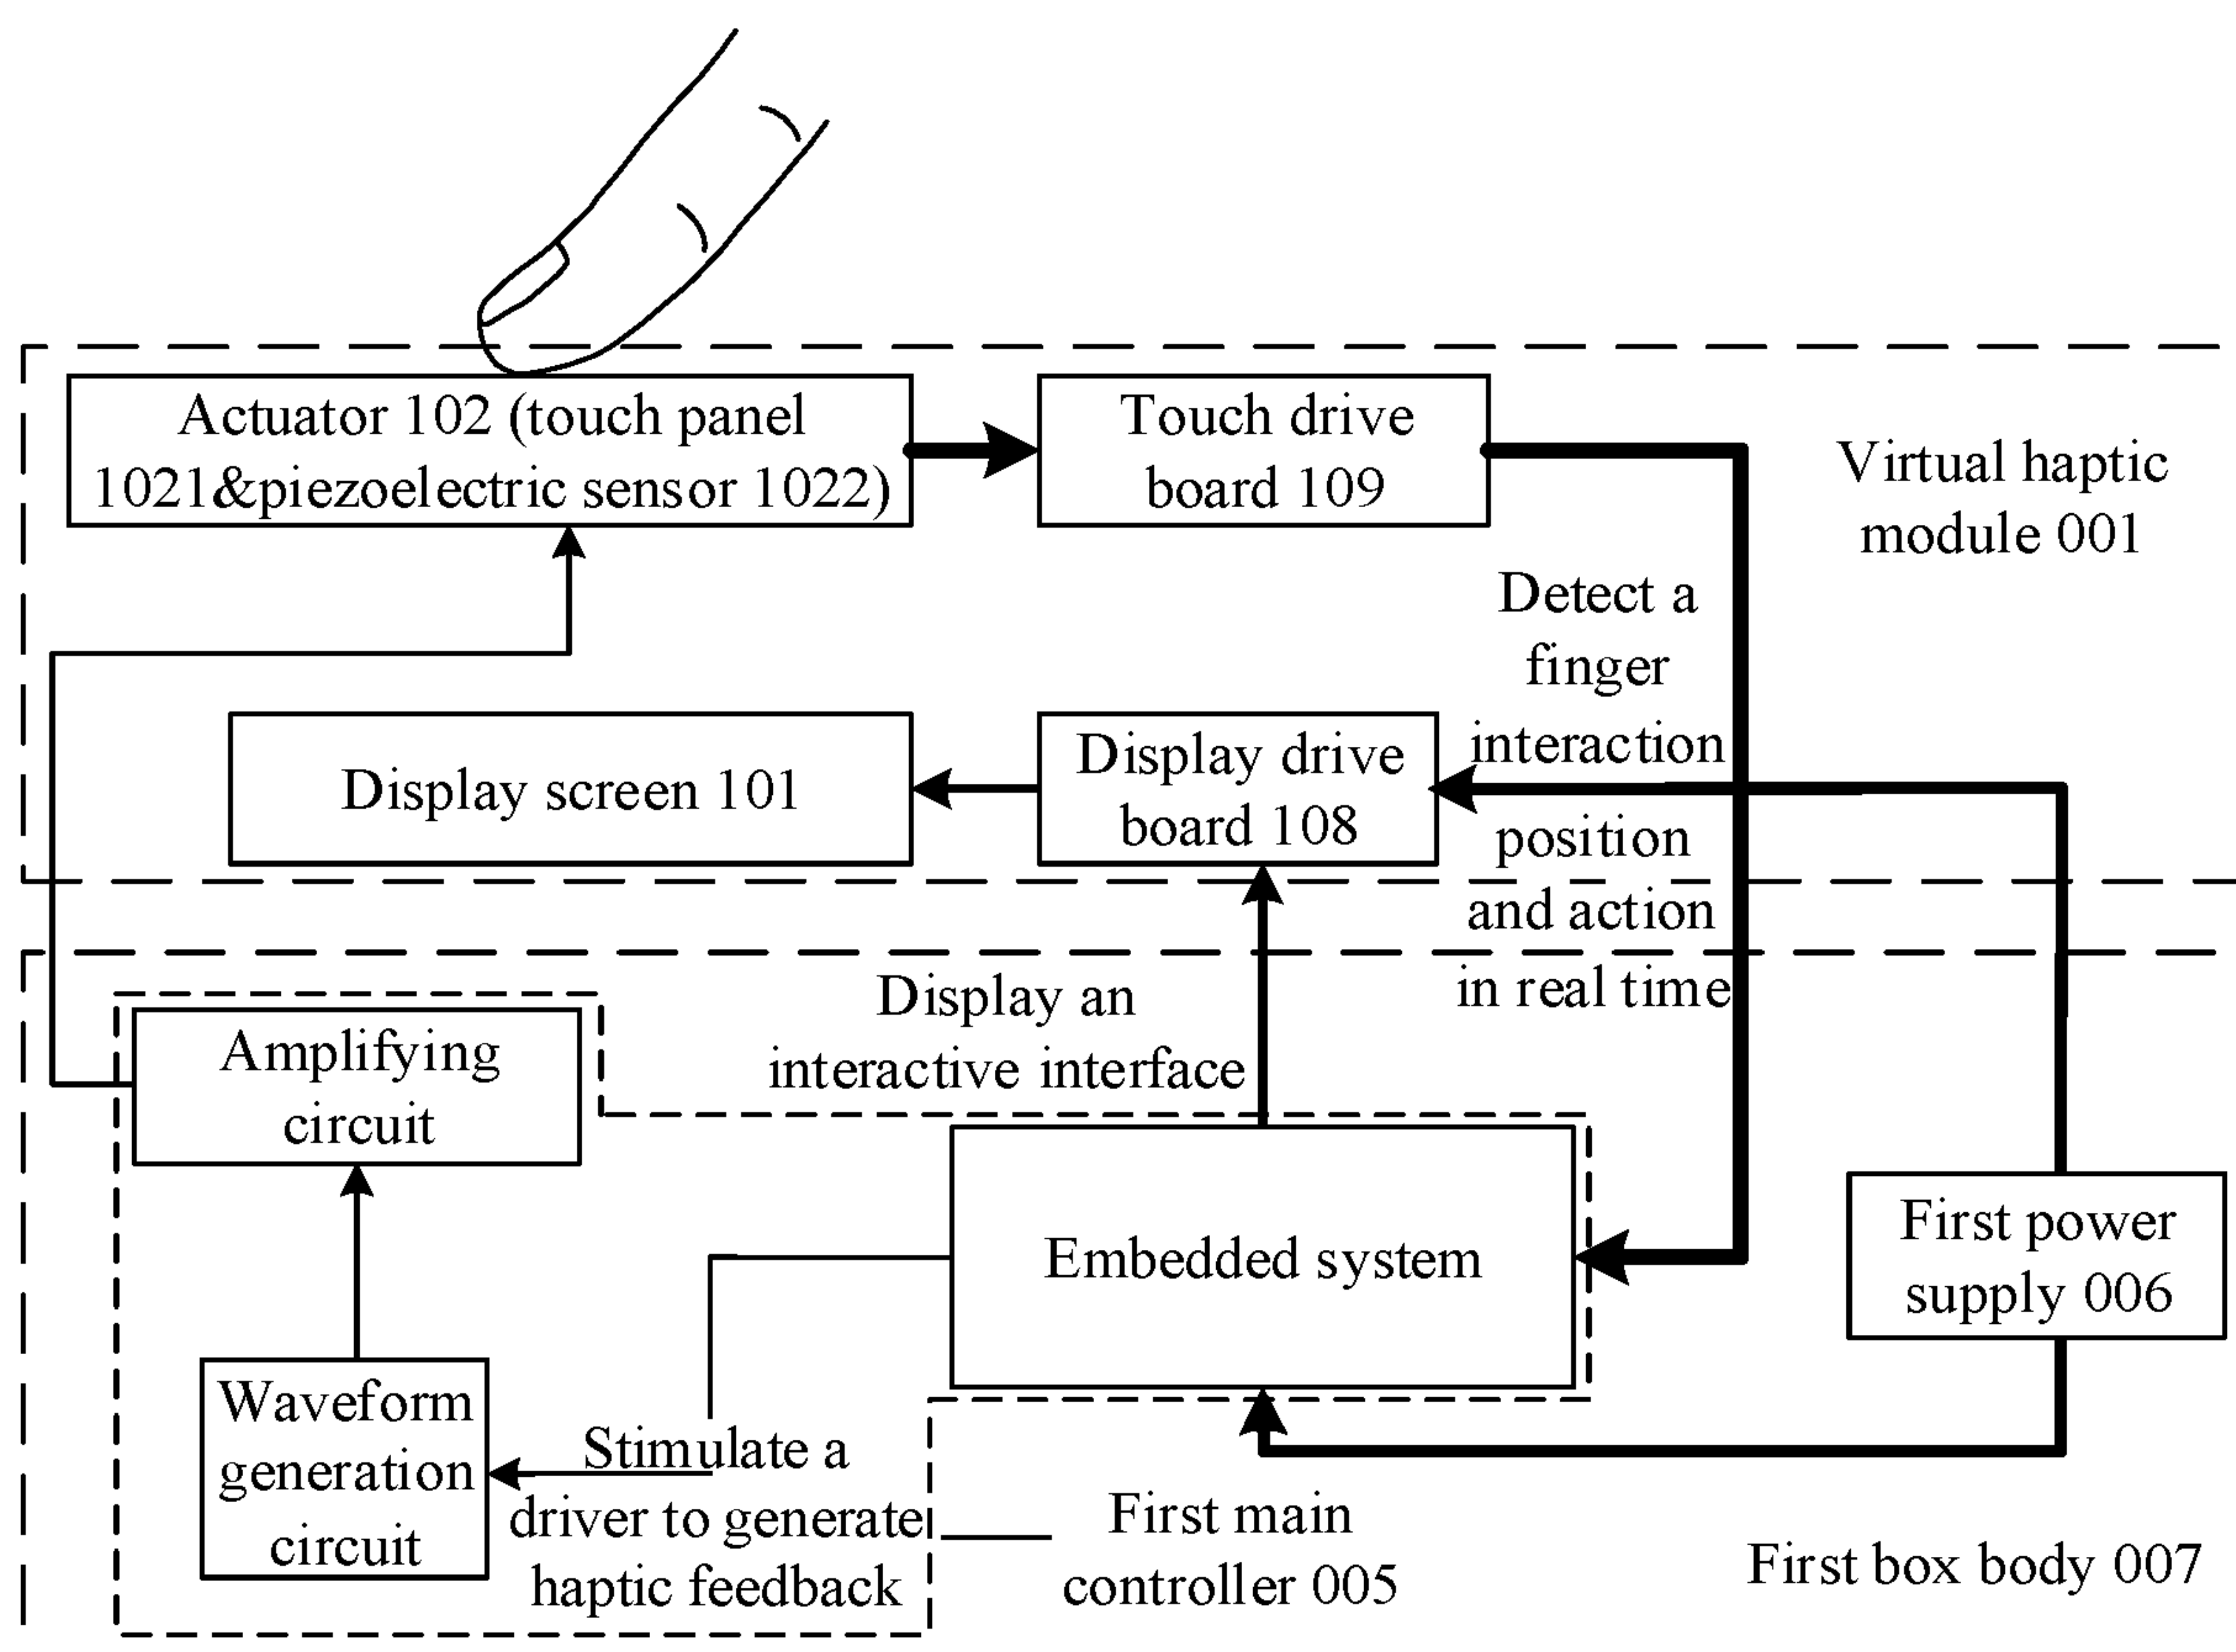 Actuator 102 (touch panel
1021&piezoelectric sensor 1022)
Touch drive
board 109
Virtual haptic
module 001
Detect a
finger
interaction
position
and action
in real time
Display screen 101
Display drive
board 108
Display an
interactive interface
Amplifying
circuit
Embedded system
First power
supply 006
Waveform
generation
circuit
Stimulate a
driver to generate
haptic feedback
First main
controller 005
First box body 007